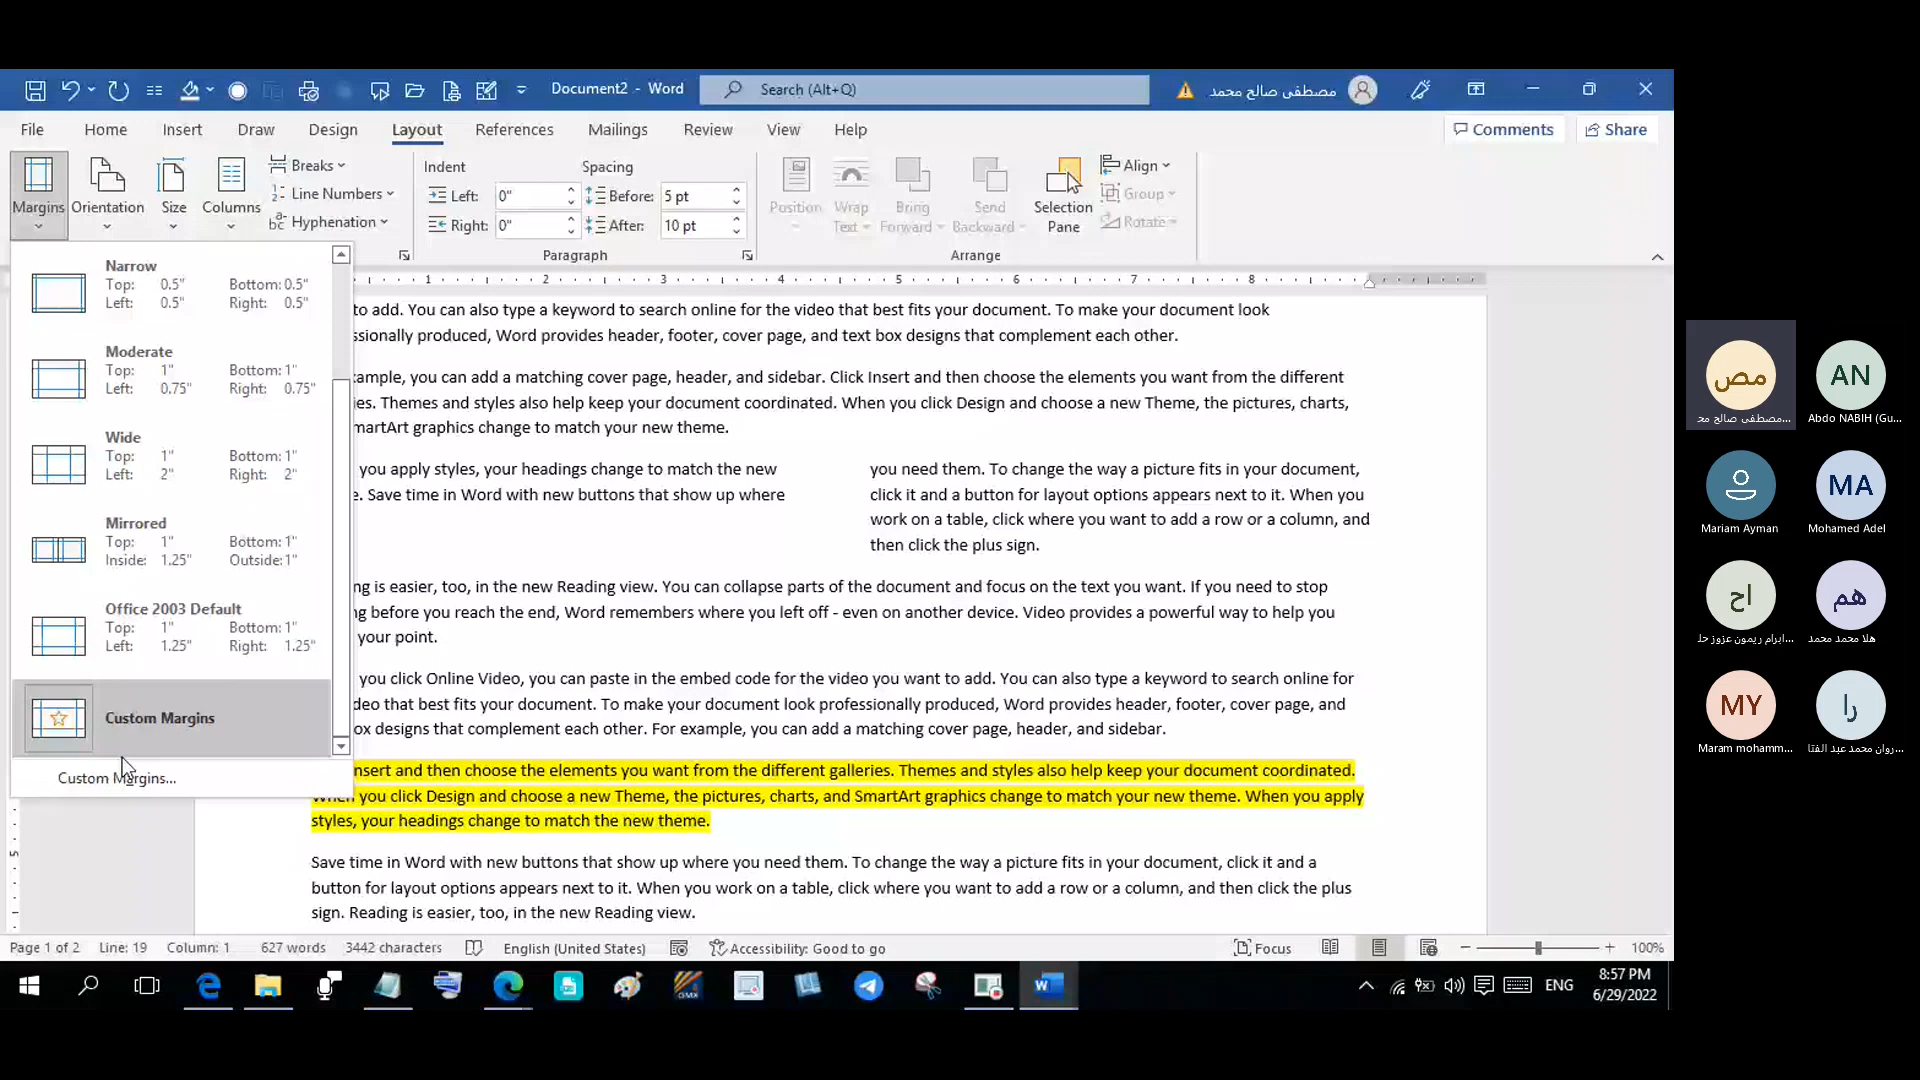 Document2 - Word
Search (Alt+Q)
مصطفى صالح محمد
File Home Insert Draw Design Layout References Mailings Review View Help
Comments Share
Margins Orientation Size Columns
Breaks
Line Numbers
Hyphenation
Indent
Left: 0"
Right: 0"
Spacing
Before: 5 pt
After: 10 pt
Paragraph
Position
Wrap Text
Bring Forward
Send Backward
Selection Pane
Align
Group
Rotate
Arrange
Narrow
Top: 0.5" Bottom: 0.5"
Left: 0.5" Right: 0.5"
Moderate
Top: 1" Bottom: 1"
Left: 0.75" Right: 0.75"
Wide
Top: 1" Bottom: 1"
Left: 2" Right: 2"
Mirrored
Top: 1" Bottom: 1"
Inside: 1.25" Outside: 1"
Office 2003 Default
Top: 1" Bottom: 1"
Left: 1.25" Right: 1.25"
Custom Margins
Custom Margins...
1 2 3 4 5 6 7 8
to add. You can also type a keyword to search online for the video that best fits your document. To make your document look
ssionally produced, Word provides header, footer, cover page, and text box designs that complement each other.
ample, you can add a matching cover page, header, and sidebar. Click Insert and then choose the elements you want from the different
es. Themes and styles also help keep your document coordinated. When you click Design and choose a new Theme, the pictures, charts,
martArt graphics change to match your new theme.
you apply styles, your headings change to match the new
e. Save time in Word with new buttons that show up where
you need them. To change the way a picture fits in your document,
click it and a button for layout options appears next to it. When you
work on a table, click where you want to add a row or a column, and
then click the plus sign.
ng is easier, too, in the new Reading view. You can collapse parts of the document and focus on the text you want. If you need to stop
ng before you reach the end, Word remembers where you left off - even on another device. Video provides a powerful way to help you
your point.
you click Online Video, you can paste in the embed code for the video you want to add. You can also type a keyword to search online for
deo that best fits your document. To make your document look professionally produced, Word provides header, footer, cover page, and
ox designs that complement each other. For example, you can add a matching cover page, header, and sidebar.
nsert and then choose the elements you want from the different galleries. Themes and styles also help keep your document coordinated.
When you click Design and choose a new Theme, the pictures, charts, and SmartArt graphics change to match your new theme. When you apply
styles, your headings change to match the new theme.
Save time in Word with new buttons that show up where you need them. To change the way a picture fits in your document, click it and a
button for layout options appears next to it. When you work on a table, click where you want to add a row or a column, and then click the plus
sign. Reading is easier, too, in the new Reading view.
5
Page 1 of 2 Line: 19 Column: 1 627 words 3442 characters English (United States) Accessibility: Good to go Focus 100%
ENG
8:57 PM
6/29/2022
مص
مصطفى صالح مح...
AN
Abdo NABIH (Gu...
Mariam Ayman
MA
Mohamed Adel
اح
ابرام ريمون عزوز حل...
هم
هلا محمد محمد
MY
Maram mohamm...
را
روان محمد عبد الفتا...